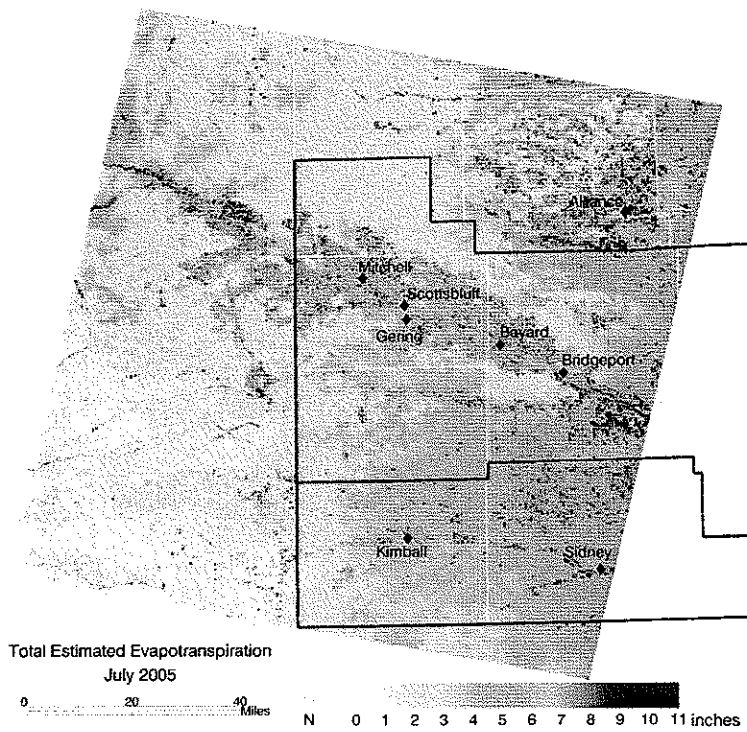 Alliance
Mitchell
Scottsbluff
Gering
Bayard
Bridgeport
Kimball
Sidney
Total Estimated Evapotranspiration
July 2005
0 20 40 Miles
N 0 1 2 3 4 5 6 7 8 9 10 11 inches